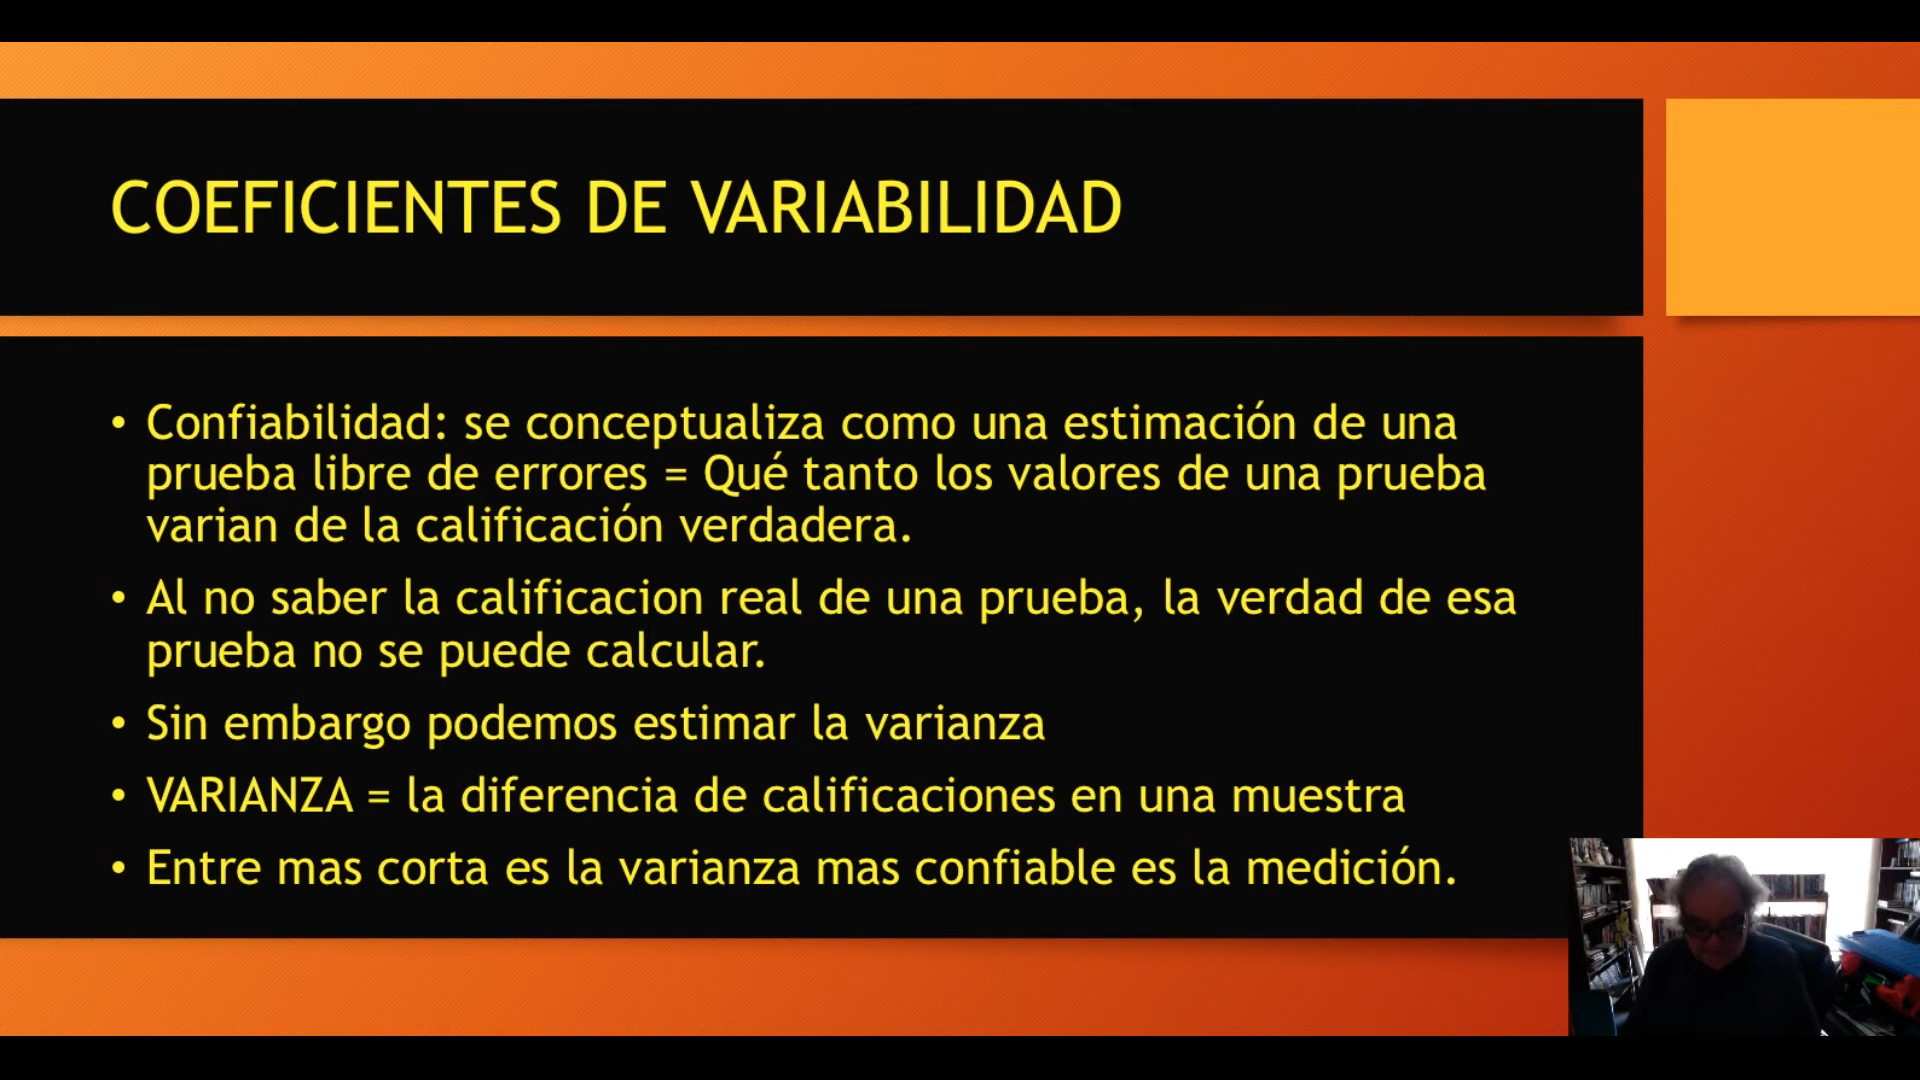 COEFICIENTES DE VARIABILIDAD
• Confiabilidad: se conceptualiza como una estimación de una
prueba libre de errores = Qué tanto los valores de una prueba
varian de la calificación verdadera.
• Al no saber la calificacion real de una prueba, la verdad de esa
prueba no se puede calcular.
• Sin embargo podemos estimar la varianza
• VARIANZA = la diferencia de calificaciones en una muestra
• Entre mas corta es la varianza mas confiable es la medición.